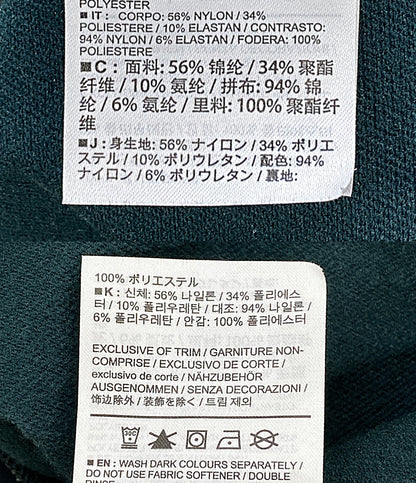 POLYESTER
■ IT : CORPO: 56% NYLON / 34%
POLIESTERE / 10% ELASTAN / CONTRASTO:
94% NYLON / 6% ELASTAN / FODERA: 100%
POLIESTERE
■ C : 面料: 56% 锦纶 / 34% 聚酯
纤维 / 10% 氨纶 / 拼布: 94% 锦
纶 / 6% 氨纶 / 里料: 100% 聚酯纤
维
■ J : 身生地: 56% ナイロン / 34% ポリエ
ステル / 10% ポリウレタン / 配色: 94%
ナイロン / 6% ポリウレタン / 裏地:
100% ポリエステル
■ K : 신체: 56% 나일론 / 34% 폴리에스
터 / 10% 폴리우레탄 / 대조: 94% 나일론 /
6% 폴리우레탄 / 안감: 100% 폴리에스터
EXCLUSIVE OF TRIM / GARNITURE NON-
COMPRISE / EXCLUSIVO DE CORTE /
exclusivo de corte / NÄHZUBEHÖR
AUSGENOMMEN / SENZA DECORAZIONI /
饰边除外 / 装飾を除く / 트림 제외
■ EN : WASH DARK COLOURS SEPARATELY /
DO NOT USE FABRIC SOFTENER / DOUBLE
RINSE